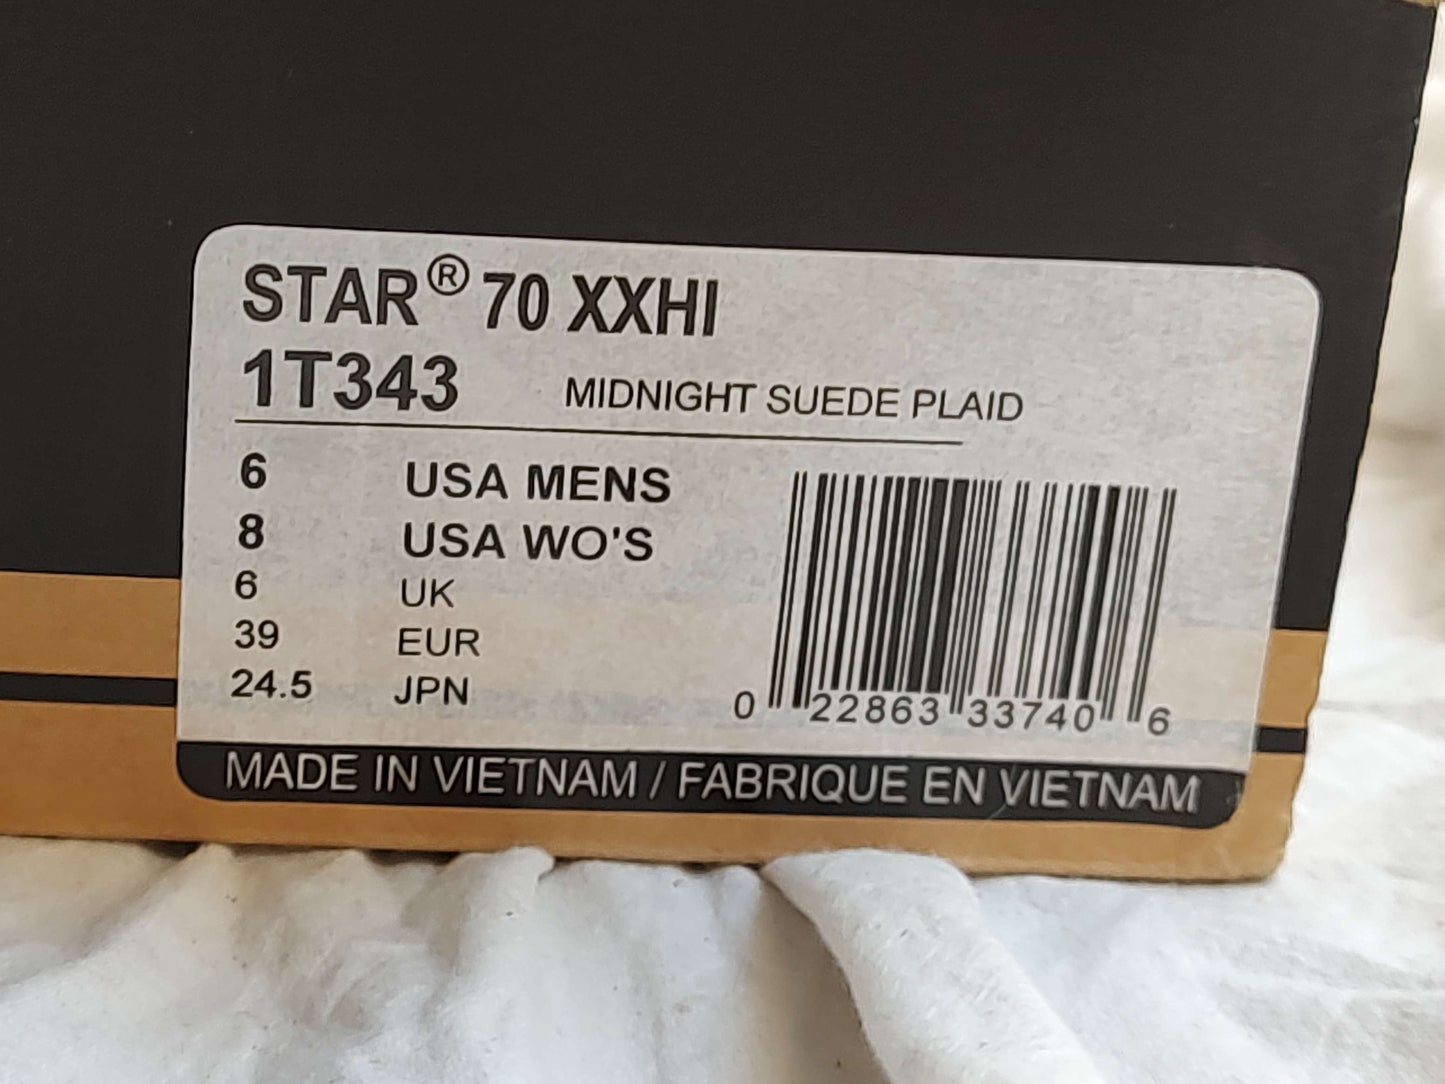 STAR® 70 XXHI
1T343 MIDNIGHT SUEDE PLAID
6 USA MENS
8 USA WO'S
6 UK
39 EUR
24.5 JPN
0 22863 33740 6
MADE IN VIETNAM / FABRIQUE EN VIETNAM